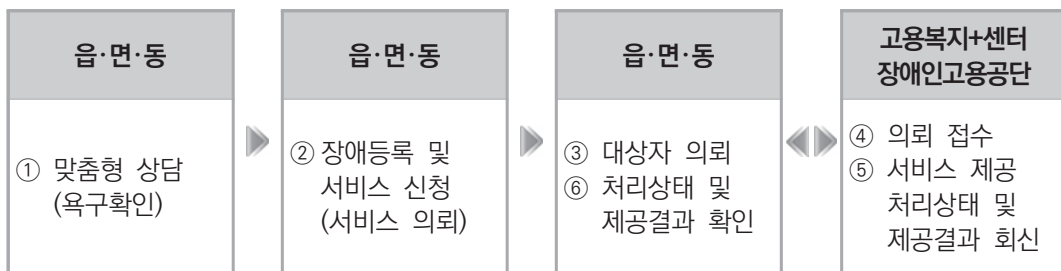 읍·면·동
① 맞춤형 상담
(욕구확인)
읍·면·동
② 장애등록 및
서비스 신청
(서비스 의뢰)
읍·면·동
③ 대상자 의뢰
⑥ 처리상태 및
제공결과 확인
고용복지+센터
장애인고용공단
④ 의뢰 접수
⑤ 서비스 제공
처리상태 및
제공결과 회신